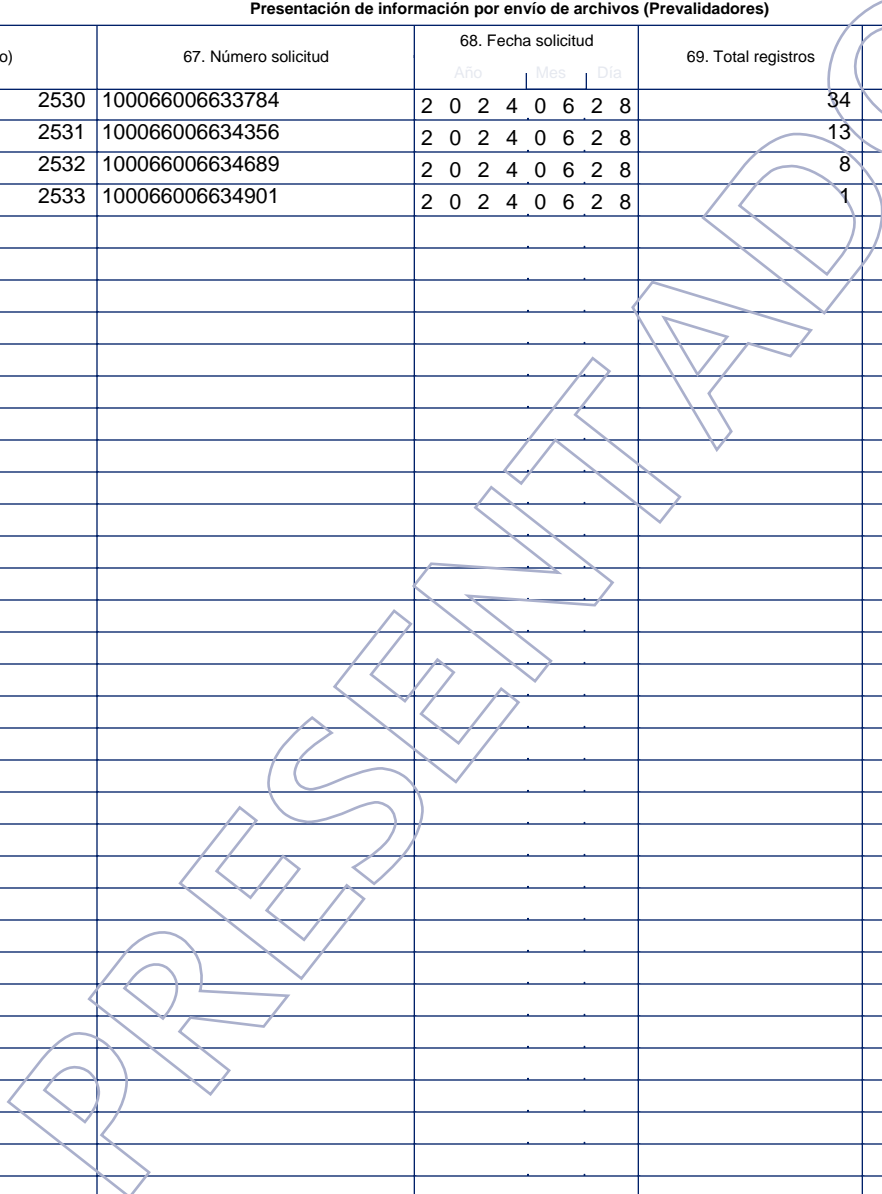 Presentación de información por envío de archivos (Prevalidadores)
o) 67. Número solicitud 68. Fecha solicitud 69. Total registros
Año Mes Día
2530 100066006633784 2 0 2 4 0 6 2 8 34
2531 100066006634356 2 0 2 4 0 6 2 8 13
2532 100066006634689 2 0 2 4 0 6 2 8 8
2533 100066006634901 2 0 2 4 0 6 2 8 1
PRESENTADO